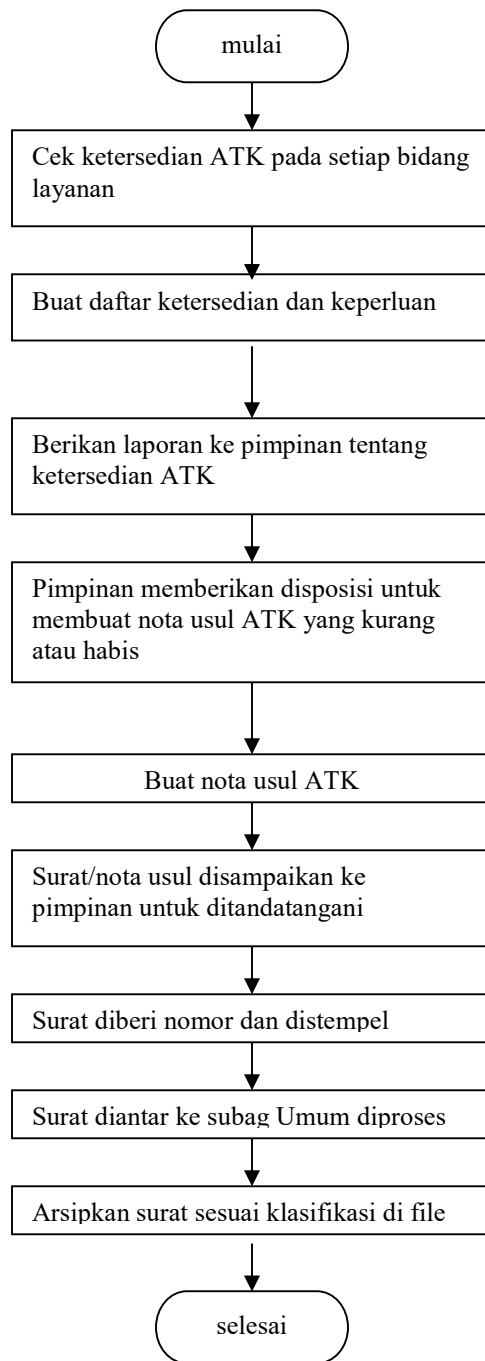 mulai
Cek ketersedian ATK pada setiap bidang
layanan
Buat daftar ketersedian dan keperluan
Berikan laporan ke pimpinan tentang
ketersedian ATK
Pimpinan memberikan disposisi untuk
membuat nota usul ATK yang kurang
atau habis
Buat nota usul ATK
Surat/nota usul disampaikan ke
pimpinan untuk ditandatangani
Surat diberi nomor dan distempel
Surat diantar ke subag Umum diproses
Arsipkan surat sesuai klasifikasi di file
selesai